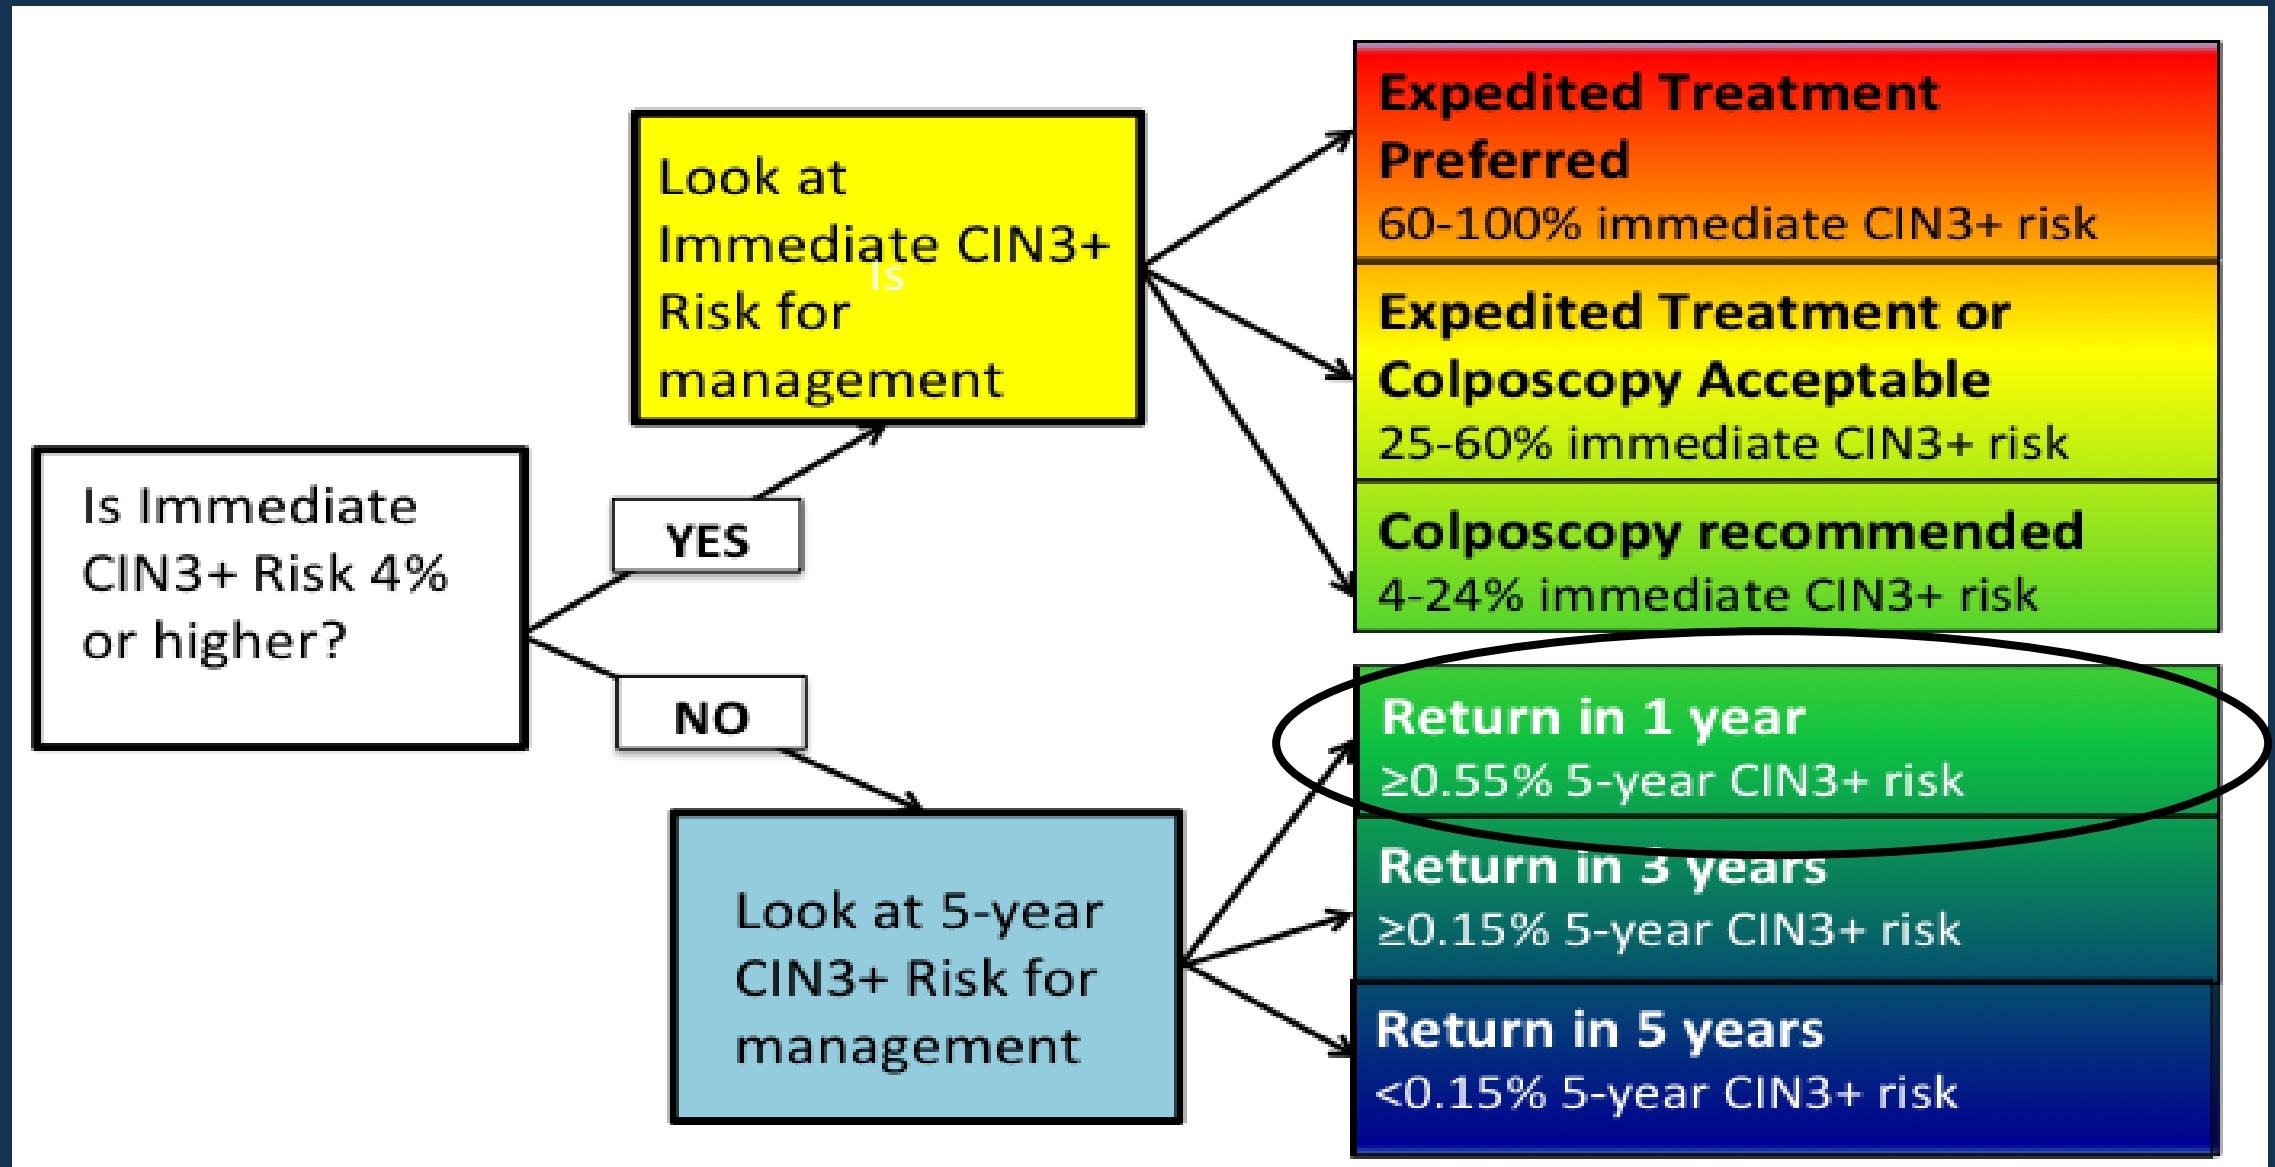 Is Immediate
CIN3+ Risk 4%
or higher?
YES
NO
Look at
Immediate CIN3+
Is
Risk for
management
Look at 5-year
CIN3+ Risk for
management
Expedited Treatment
Preferred
60-100% immediate CIN3+ risk
Expedited Treatment or
Colposcopy Acceptable
25-60% immediate CIN3+ risk
Colposcopy recommended
4-24% immediate CIN3+ risk
Return in 1 year
≥0.55% 5-year CIN3+ risk
Return in 3 years
≥0.15% 5-year CIN3+ risk
Return in 5 years
<0.15% 5-year CIN3+ risk